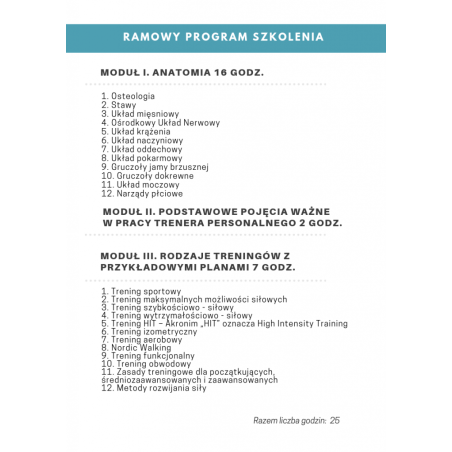 RAMOWY PROGRAM SZKOLENIA
MODUŁ I. ANATOMIA 16 GODZ.
1. Osteologia
2. Stawy
3. Układ mięsniowy
4. Ośrodkowy Układ Nerwowy
5. Układ krążenia
6. Układ naczyniowy
7. Układ oddechowy
8. Układ pokarmowy
9. Gruczoły jamy brzusznej
10. Gruczoły dokrewne
11. Układ moczowy
12. Narządy płciowe
MODUŁ II. PODSTAWOWE POJĘCIA WAŻNE
W PRACY TRENERA PERSONALNEGO 2 GODZ.
MODUŁ III. RODZAJE TRENINGÓW Z
PRZYKŁADOWYMI PLANAMI 7 GODZ.
1. Trening sportowy
2. Trening maksymalnych możliwości siłowych
3. Trening szybkościowo - siłowy
4. Trening wytrzymałościowo - siłowy
5. Trening HIT – Akronim „HIT" oznacza High Intensity Training
6. Trening izometryczny
7. Trening aerobowy
8. Nordic Walking
9. Trening funkcjonalny
10. Trening obwodowy
11. Zasady treningowe dla początkujących,
średniozaawansowanych i zaawansowanych
12. Metody rozwijania siły
Razem liczba godzin: 25